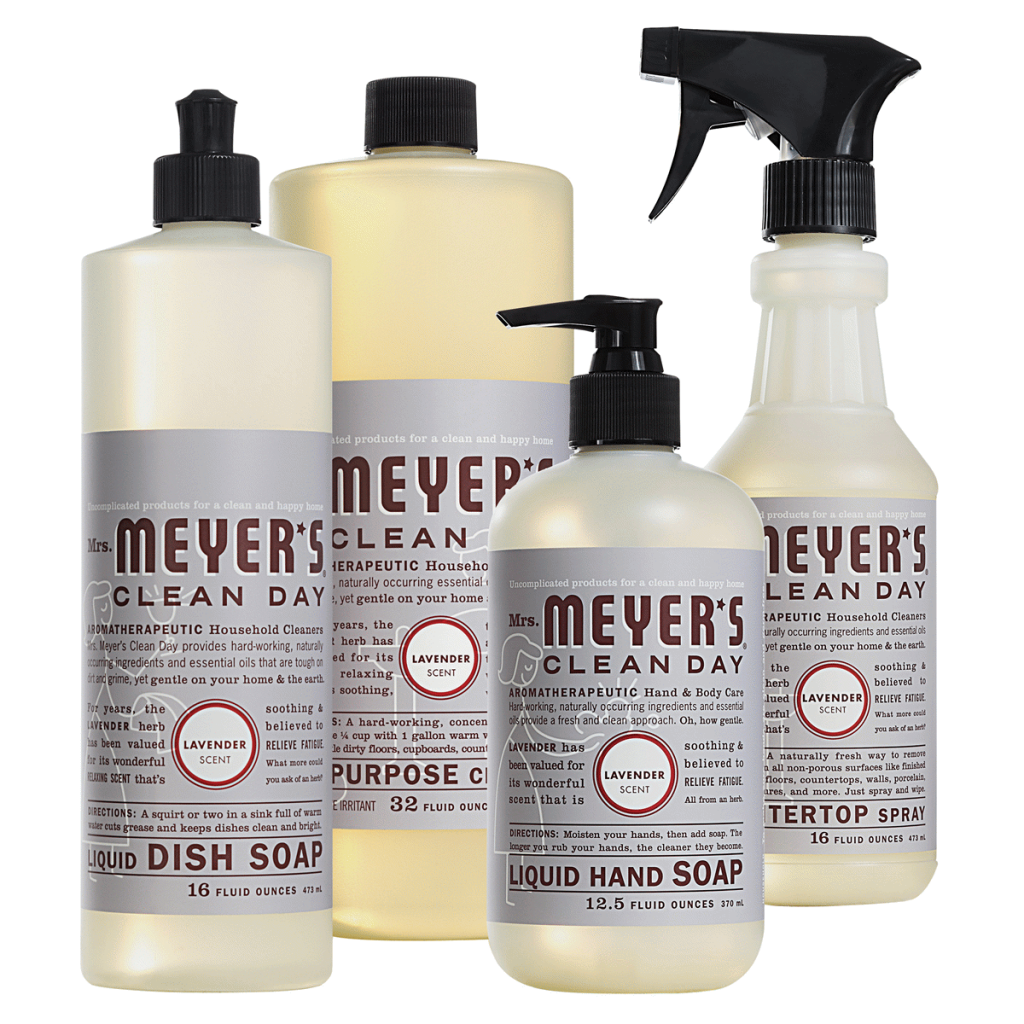 Uncomplicated products for a clean and happy home
Mrs. MEYER'S®
CLEAN DAY
AROMATHERAPEUTIC Household Cleaners
Mrs. Meyer's Clean Day provides hard-working, naturally
occurring ingredients and essential oils that are tough on
dirt and grime, yet gentle on your home & the earth.
For years, the
LAVENDER herb
has been valued
for its wonderful
RELAXING SCENT that's
LAVENDER
SCENT
soothing &
believed to
RELIEVE FATIGUE.
What more could
you ask of an herb?
DIRECTIONS: A squirt or two in a sink full of warm
water cuts grease and keeps dishes clean and bright.
LIQUID DISH SOAP
16 FLUID OUNCES 473 mL
products for a clean and happy home
MEYER'S
CLEAN
Househo
, naturally occurring essential
, yet gentle on your home
years, the
herb has
ed for its
relaxing
soothing,
LAVENDER
SCENT
S: A hard-working, concen
e ¼ cup with 1 gallon warm w
le dirty floors, cupboards, count
PURPOSE C
E IRRITANT 32 FLUID OUNC
Uncomplicated products for a clean and happy home
Mrs. MEYER'S®
CLEAN DAY
AROMATHERAPEUTIC Hand & Body Care
Hard-working, naturally occurring ingredients and essential
oils provide a fresh and clean approach. Oh, how gentle.
LAVENDER has
been valued for
its wonderful
scent that is
LAVENDER
SCENT
soothing &
believed to
RELIEVE FATIGUE.
All from an herb.
DIRECTIONS: Moisten your hands, then add soap. The
longer you rub your hands, the cleaner they become.
LIQUID HAND SOAP
12.5 FLUID OUNCES 370 mL
products for a clean and happy home
MEYER'S®
CLEAN DAY
APEUTIC Household Cleaners
urally occurring ingredients and essential oils
yet gentle on your home & the earth.
the
herb
lued
erful
that's
LAVENDER
SCENT
soothing &
believed to
RELIEVE FATIGUE.
What more could
you ask of an herb?
A naturally fresh way to remove
all non-porous surfaces like finished
floors, countertops, walls, porcelain,
ures, and more. Just spray and wipe.
TERTOP SPRAY
16 FLUID OUNCES 473 mL